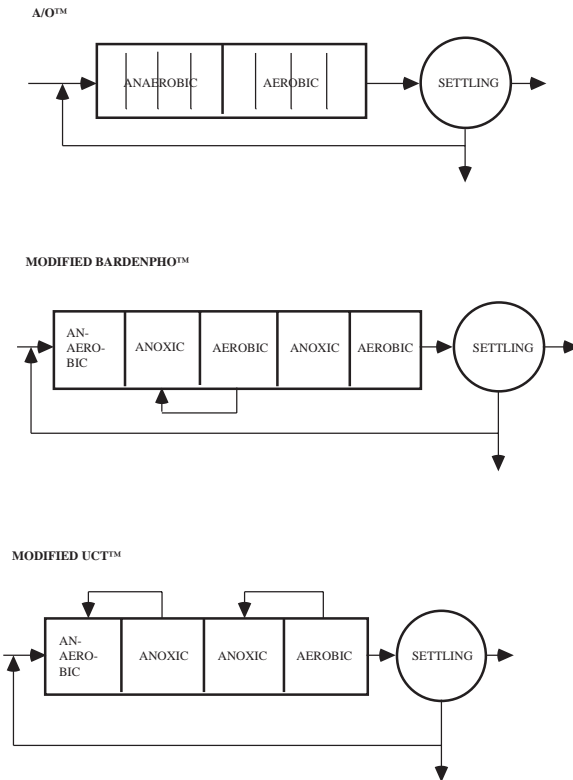 A/O™
ANAEROBIC
AEROBIC
SETTLING
MODIFIED BARDENPHO™
AN-
AERO-
BIC
ANOXIC
AEROBIC
ANOXIC
AEROBIC
SETTLING
MODIFIED UCT™
AN-
AERO-
BIC
ANOXIC
ANOXIC
AEROBIC
SETTLING